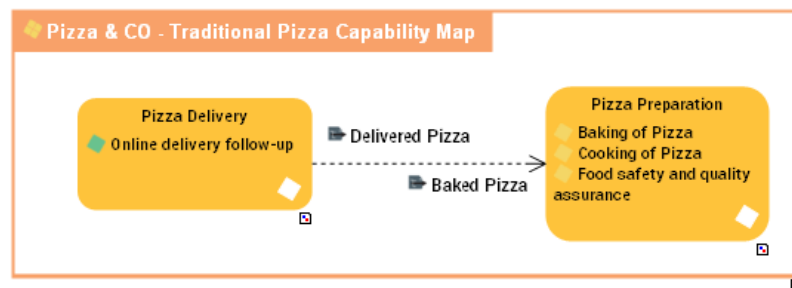 Pizza & CO - Traditional Pizza Capability Map
Pizza Delivery
Online delivery follow-up
Delivered Pizza
Baked Pizza
Pizza Preparation
Baking of Pizza
Cooking of Pizza
Food safety and quality
assurance